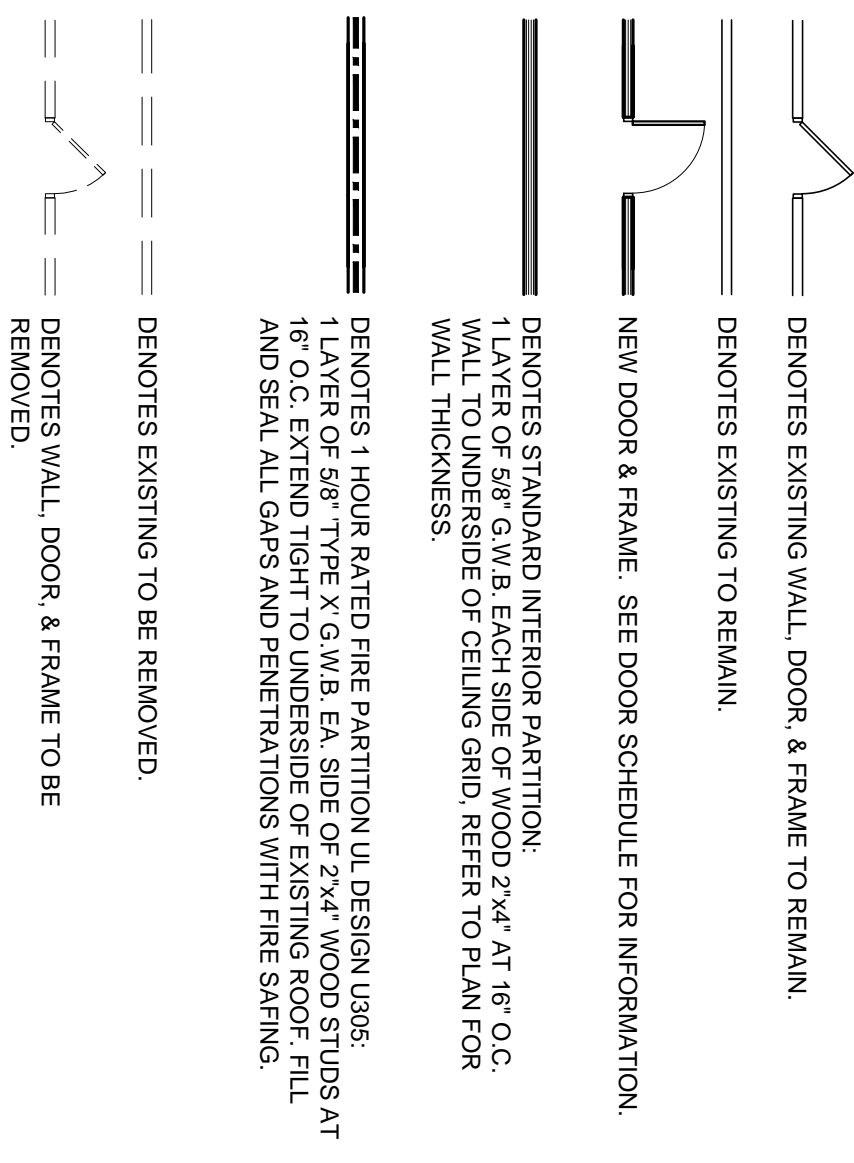 DENOTES EXISTING WALL, DOOR, & FRAME TO REMAIN.
DENOTES EXISTING TO REMAIN.
NEW DOOR & FRAME. SEE DOOR SCHEDULE FOR INFORMATION.
DENOTES STANDARD INTERIOR PARTITION:
1 LAYER OF 5/8" G.W.B. EACH SIDE OF WOOD 2"x4" AT 16" O.C.
WALL TO UNDERSIDE OF CEILING GRID, REFER TO PLAN FOR
WALL THICKNESS.
DENOTES 1 HOUR RATED FIRE PARTITION UL DESIGN U305:
1 LAYER OF 5/8" 'TYPE X' G.W.B. EA. SIDE OF 2"x4" WOOD STUDS AT
16" O.C. EXTEND TIGHT TO UNDERSIDE OF EXISTING ROOF. FILL
AND SEAL ALL GAPS AND PENETRATIONS WITH FIRE SAFING.
DENOTES EXISTING TO BE REMOVED.
DENOTES WALL, DOOR, & FRAME TO BE
REMOVED.